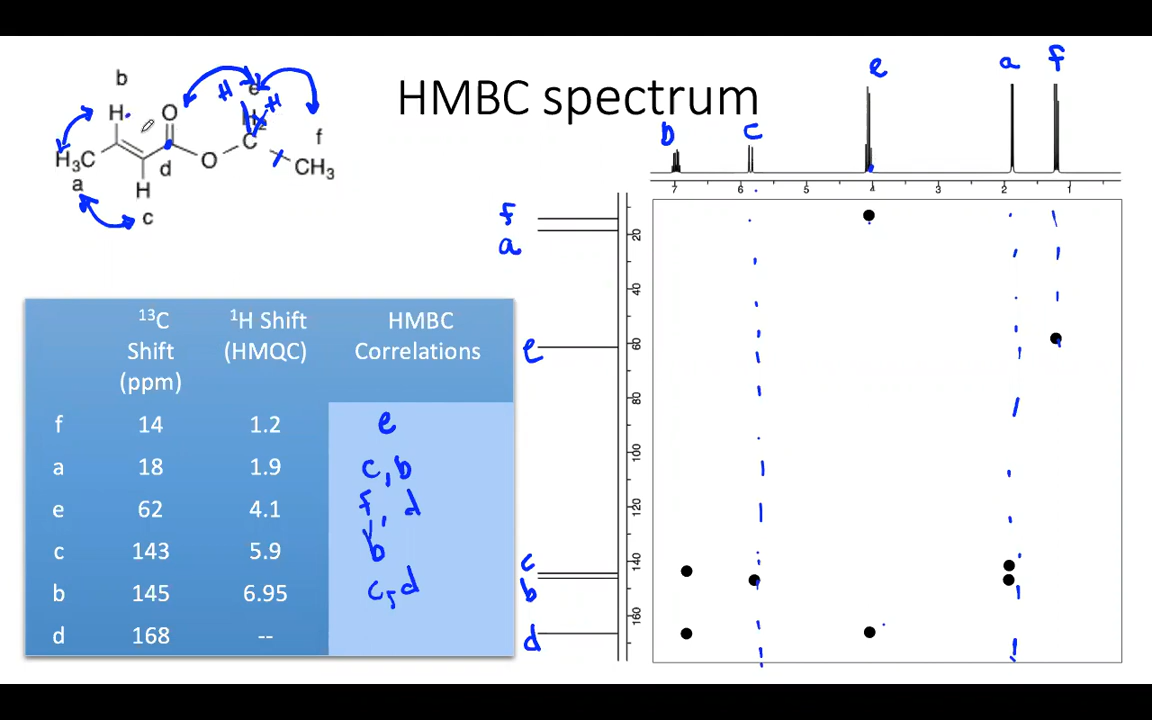 HMBC spectrum
b
H
H₃C
a
O
d
H
c
O
H
e
H
H₂
C
f
CH₃
b
c
e
a
f
7 6 5 4 3 2 1
f
a
e
c
b
d
20
40
60
80
100
120
140
160
¹³C Shift (ppm)
¹H Shift (HMQC)
HMBC Correlations
f 14 1.2 e
a 18 1.9 c, b
e 62 4.1 f, d
c 143 5.9 b
b 145 6.95 c, d
d 168 --